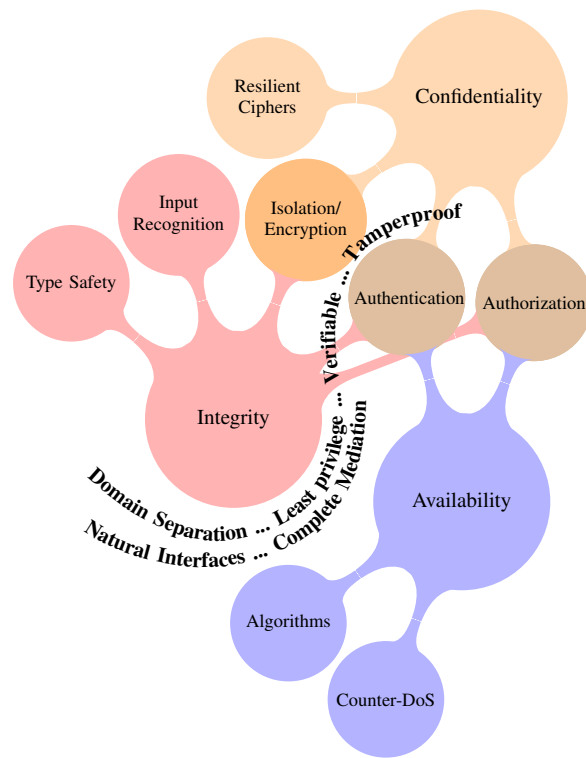 Resilient
Ciphers
Confidentiality
Input
Recognition
Isolation/
Encryption
Type Safety
Authentication
Authorization
Integrity
Availability
Domain Separation ... Least privilege ... Verifiable ... Tamperproof
Natural Interfaces ... Complete Mediation
Algorithms
Counter-DoS